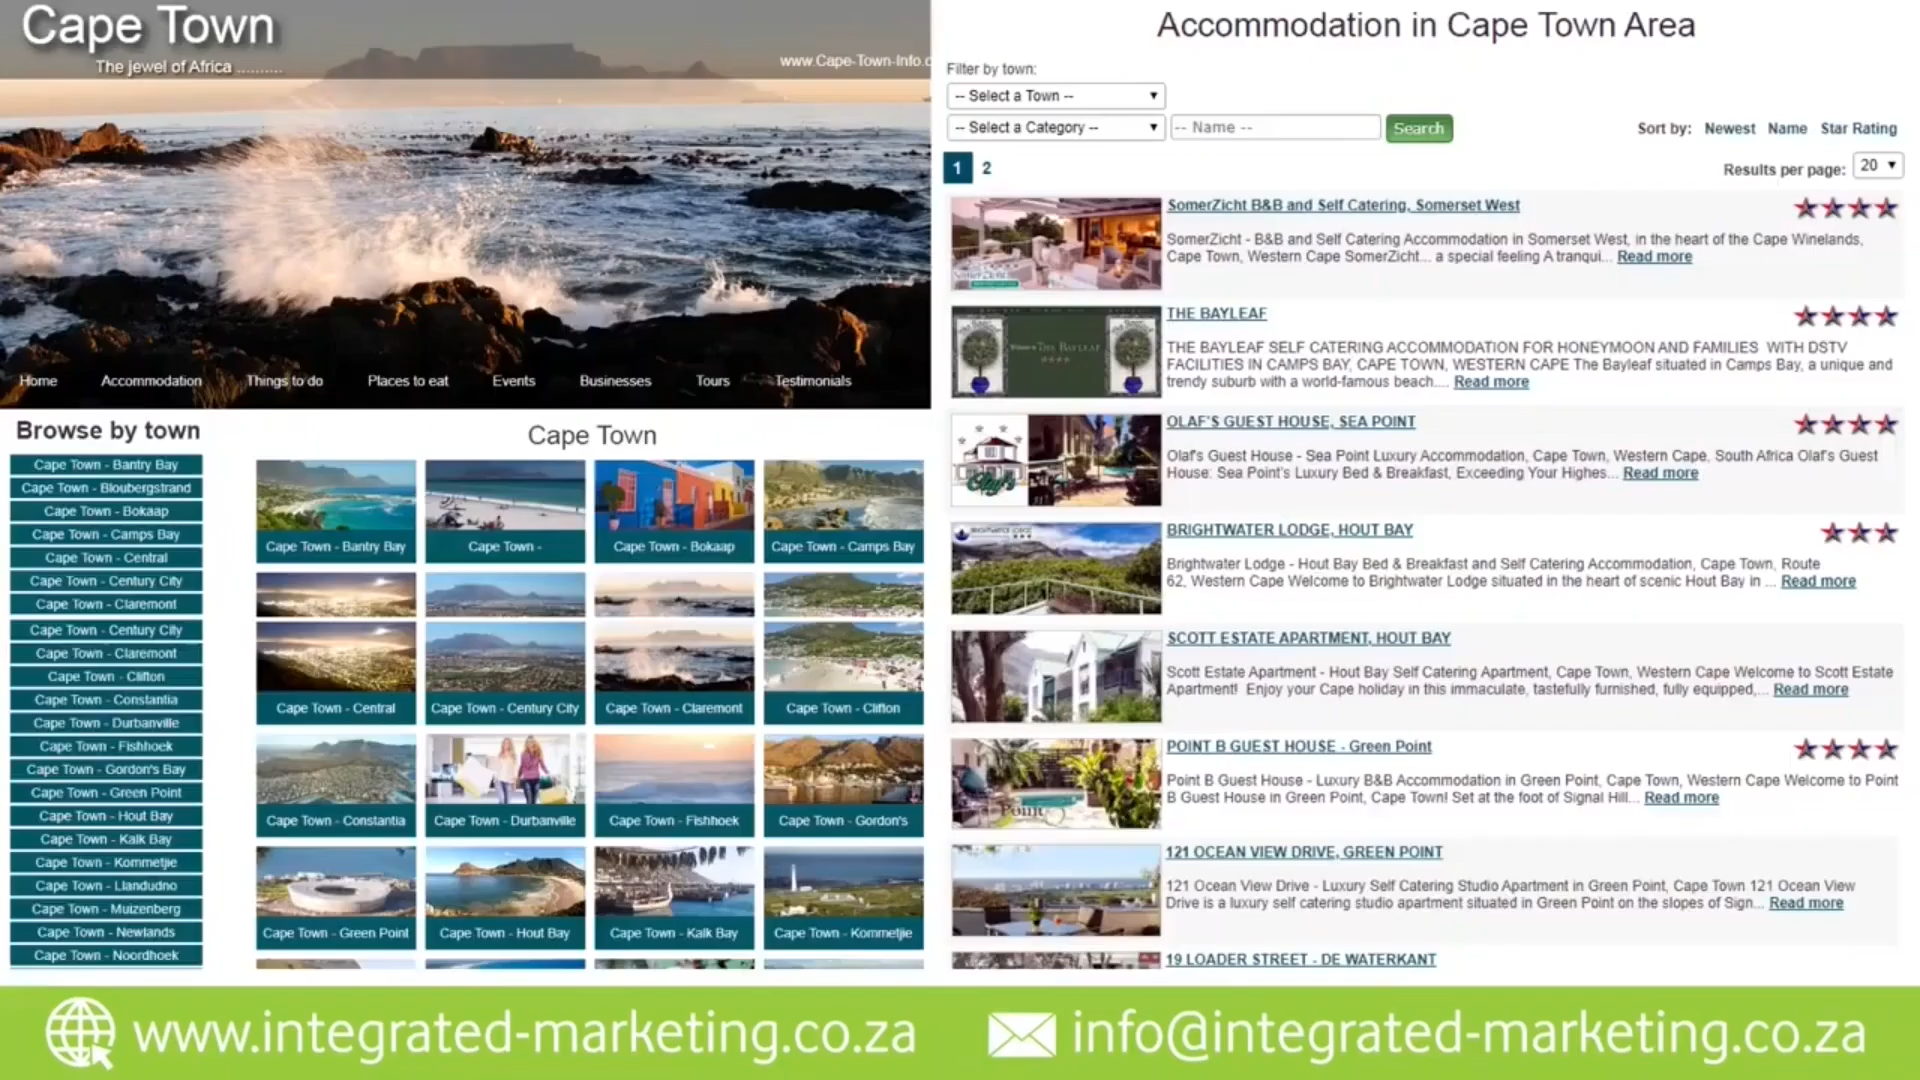 Cape Town
The jewel of Africa ..........
www.Cape-Town-Info.c
Home Accommodation Things to do Places to eat Events Businesses Tours Testimonials
Browse by town
Cape Town - Bantry Bay
Cape Town - Bloubergstrand
Cape Town - Bokaap
Cape Town - Camps Bay
Cape Town - Central
Cape Town - Century City
Cape Town - Claremont
Cape Town - Century City
Cape Town - Claremont
Cape Town - Clifton
Cape Town - Constantia
Cape Town - Durbanville
Cape Town - Fishhoek
Cape Town - Gordon's Bay
Cape Town - Green Point
Cape Town - Hout Bay
Cape Town - Kalk Bay
Cape Town - Kommetjie
Cape Town - Llandudno
Cape Town - Muizenberg
Cape Town - Newlands
Cape Town - Noordhoek
Cape Town
Cape Town - Bantry Bay Cape Town - Cape Town - Bokaap Cape Town - Camps Bay
Cape Town - Central Cape Town - Century City Cape Town - Claremont Cape Town - Clifton
Cape Town - Constantia Cape Town - Durbanville Cape Town - Fishhoek Cape Town - Gordon's
Cape Town - Green Point Cape Town - Hout Bay Cape Town - Kalk Bay Cape Town - Kommetjie
Accommodation in Cape Town Area
Filter by town:
-- Select a Town --
-- Select a Category -- -- Name -- Search
Sort by: Newest Name Star Rating
1 2
Results per page: 20
SomerZicht B&B and Self Catering, Somerset West
SomerZicht - B&B and Self Catering Accommodation in Somerset West, in the heart of the Cape Winelands,
Cape Town, Western Cape SomerZicht... a special feeling A tranqui... Read more
THE BAYLEAF
THE BAYLEAF SELF CATERING ACCOMMODATION FOR HONEYMOON AND FAMILIES WITH DSTV
FACILITIES IN CAMPS BAY, CAPE TOWN, WESTERN CAPE The Bayleaf situated in Camps Bay, a unique and
trendy suburb with a world-famous beach.... Read more
OLAF'S GUEST HOUSE, SEA POINT
Olaf's Guest House - Sea Point Luxury Accommodation, Cape Town, Western Cape, South Africa Olaf's Guest
House: Sea Point's Luxury Bed & Breakfast, Exceeding Your Highes... Read more
BRIGHTWATER LODGE, HOUT BAY
Brightwater Lodge - Hout Bay Bed & Breakfast and Self Catering Accommodation, Cape Town, Route
62, Western Cape Welcome to Brightwater Lodge situated in the heart of scenic Hout Bay in ... Read more
SCOTT ESTATE APARTMENT, HOUT BAY
Scott Estate Apartment - Hout Bay Self Catering Apartment, Cape Town, Western Cape Welcome to Scott Estate
Apartment! Enjoy your Cape holiday in this immaculate, tastefully furnished, fully equipped,... Read more
POINT B GUEST HOUSE - Green Point
Point B Guest House - Luxury B&B Accommodation in Green Point, Cape Town, Western Cape Welcome to Point
B Guest House in Green Point, Cape Town! Set at the foot of Signal Hill... Read more
121 OCEAN VIEW DRIVE, GREEN POINT
121 Ocean View Drive - Luxury Self Catering Studio Apartment in Green Point, Cape Town 121 Ocean View
Drive is a luxury self catering studio apartment situated in Green Point on the slopes of Sign... Read more
19 LOADER STREET - DE WATERKANT
www.integrated-marketing.co.za
info@integrated-marketing.co.za